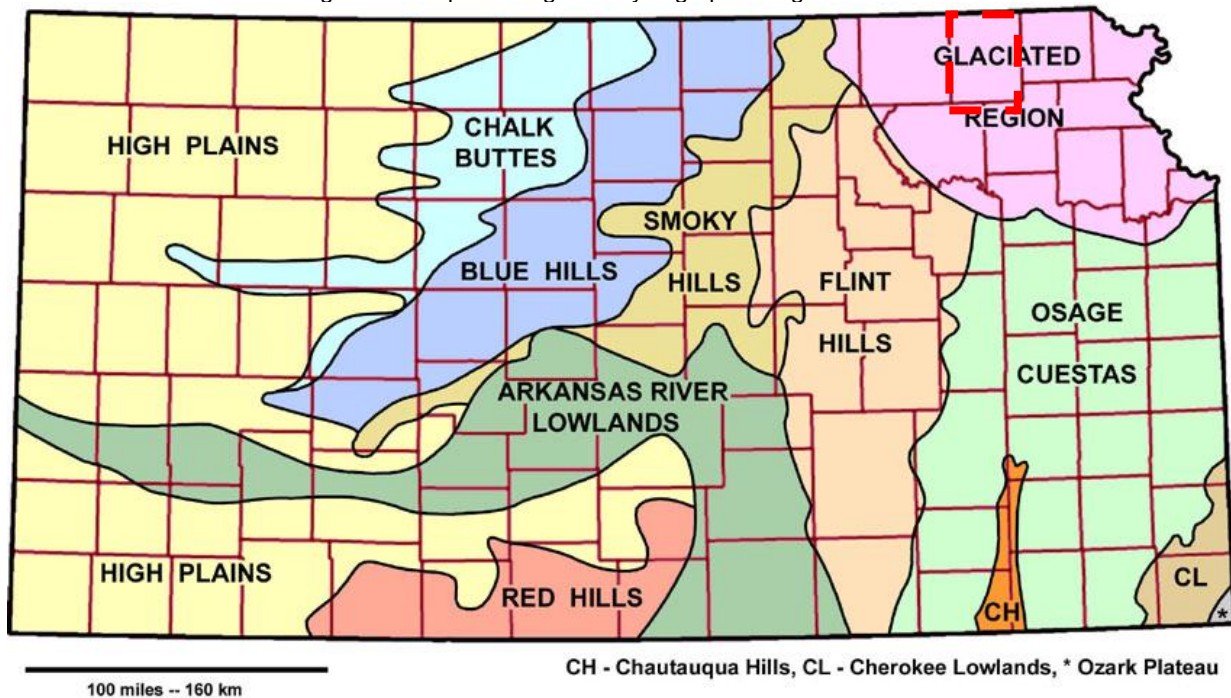 GLACIATED
REGION
HIGH PLAINS
CHALK
BUTTES
SMOKY
HILLS
BLUE HILLS
FLINT
HILLS
OSAGE
CUESTAS
ARKANSAS RIVER
LOWLANDS
HIGH PLAINS
RED HILLS
CH
CL
*
100 miles -- 160 km
CH - Chautauqua Hills, CL - Cherokee Lowlands, * Ozark Plateau